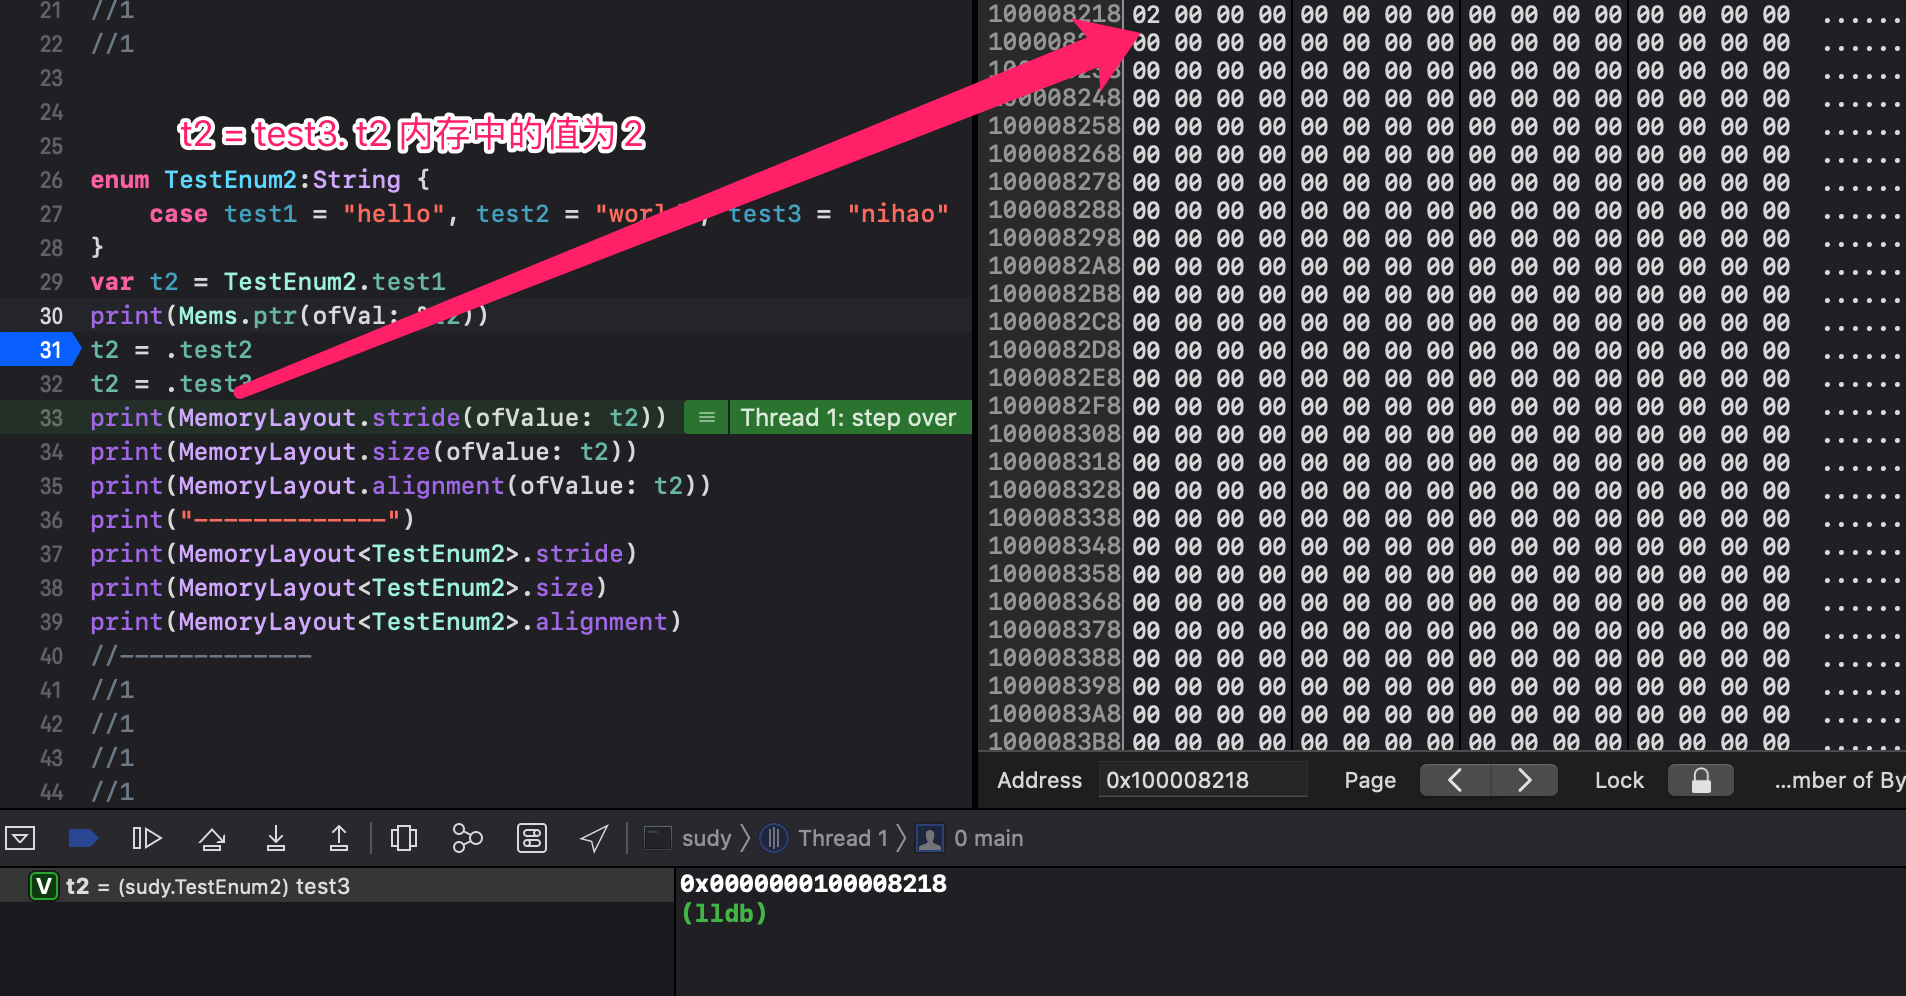 21 //1
22 //1
23
24
25
t2 = test3. t2 内存中的值为 2
26 enum TestEnum2:String {
27 case test1 = "hello", test2 = "worl , test3 = "nihao"
28 }
29 var t2 = TestEnum2.test1
30 print(Mems.ptr(ofVal: &t2))
31 t2 = .test2
32 t2 = .test3
33 print(MemoryLayout.stride(ofValue: t2)) Thread 1: step over
34 print(MemoryLayout.size(ofValue: t2))
35 print(MemoryLayout.alignment(ofValue: t2))
36 print("—————————————")
37 print(MemoryLayout<TestEnum2>.stride)
38 print(MemoryLayout<TestEnum2>.size)
39 print(MemoryLayout<TestEnum2>.alignment)
40 //—————————————
41 //1
42 //1
43 //1
44 //1
100008218 02 00 00 00 00 00 00 00 00 00 00 00 00 00 00 00 ......
1000082 00 00 00 00 00 00 00 00 00 00 00 00 00 00 00 00 ......
100008238 00 00 00 00 00 00 00 00 00 00 00 00 00 00 00 00 ......
100008248 00 00 00 00 00 00 00 00 00 00 00 00 00 00 00 00 ......
100008258 00 00 00 00 00 00 00 00 00 00 00 00 00 00 00 00 ......
100008268 00 00 00 00 00 00 00 00 00 00 00 00 00 00 00 00 ......
100008278 00 00 00 00 00 00 00 00 00 00 00 00 00 00 00 00 ......
100008288 00 00 00 00 00 00 00 00 00 00 00 00 00 00 00 00 ......
100008298 00 00 00 00 00 00 00 00 00 00 00 00 00 00 00 00 ......
1000082A8 00 00 00 00 00 00 00 00 00 00 00 00 00 00 00 00 ......
1000082B8 00 00 00 00 00 00 00 00 00 00 00 00 00 00 00 00 ......
1000082C8 00 00 00 00 00 00 00 00 00 00 00 00 00 00 00 00 ......
1000082D8 00 00 00 00 00 00 00 00 00 00 00 00 00 00 00 00 ......
1000082E8 00 00 00 00 00 00 00 00 00 00 00 00 00 00 00 00 ......
1000082F8 00 00 00 00 00 00 00 00 00 00 00 00 00 00 00 00 ......
100008308 00 00 00 00 00 00 00 00 00 00 00 00 00 00 00 00 ......
100008318 00 00 00 00 00 00 00 00 00 00 00 00 00 00 00 00 ......
100008328 00 00 00 00 00 00 00 00 00 00 00 00 00 00 00 00 ......
100008338 00 00 00 00 00 00 00 00 00 00 00 00 00 00 00 00 ......
100008348 00 00 00 00 00 00 00 00 00 00 00 00 00 00 00 00 ......
100008358 00 00 00 00 00 00 00 00 00 00 00 00 00 00 00 00 ......
100008368 00 00 00 00 00 00 00 00 00 00 00 00 00 00 00 00 ......
100008378 00 00 00 00 00 00 00 00 00 00 00 00 00 00 00 00 ......
100008388 00 00 00 00 00 00 00 00 00 00 00 00 00 00 00 00 ......
100008398 00 00 00 00 00 00 00 00 00 00 00 00 00 00 00 00 ......
1000083A8 00 00 00 00 00 00 00 00 00 00 00 00 00 00 00 00 ......
1000083B8 00 00 00 00 00 00 00 00 00 00 00 00 00 00 00 00 ......
Address 0x100008218 Page Lock ...mber of By
sudy Thread 1 0 main
V t2 = (sudy.TestEnum2) test3
0x0000000100008218
(lldb)